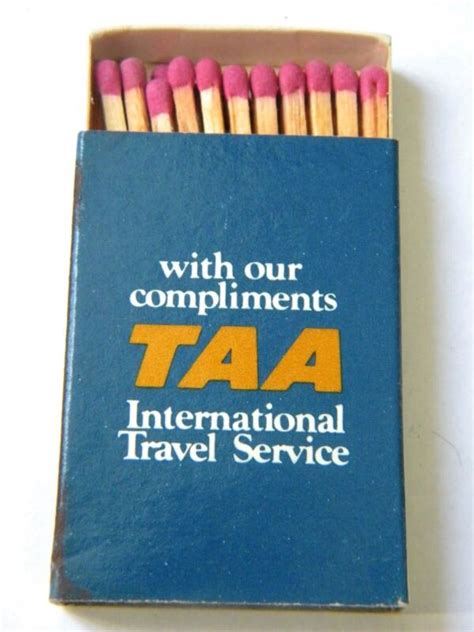 with our
compliments
TAA
International
Travel Service